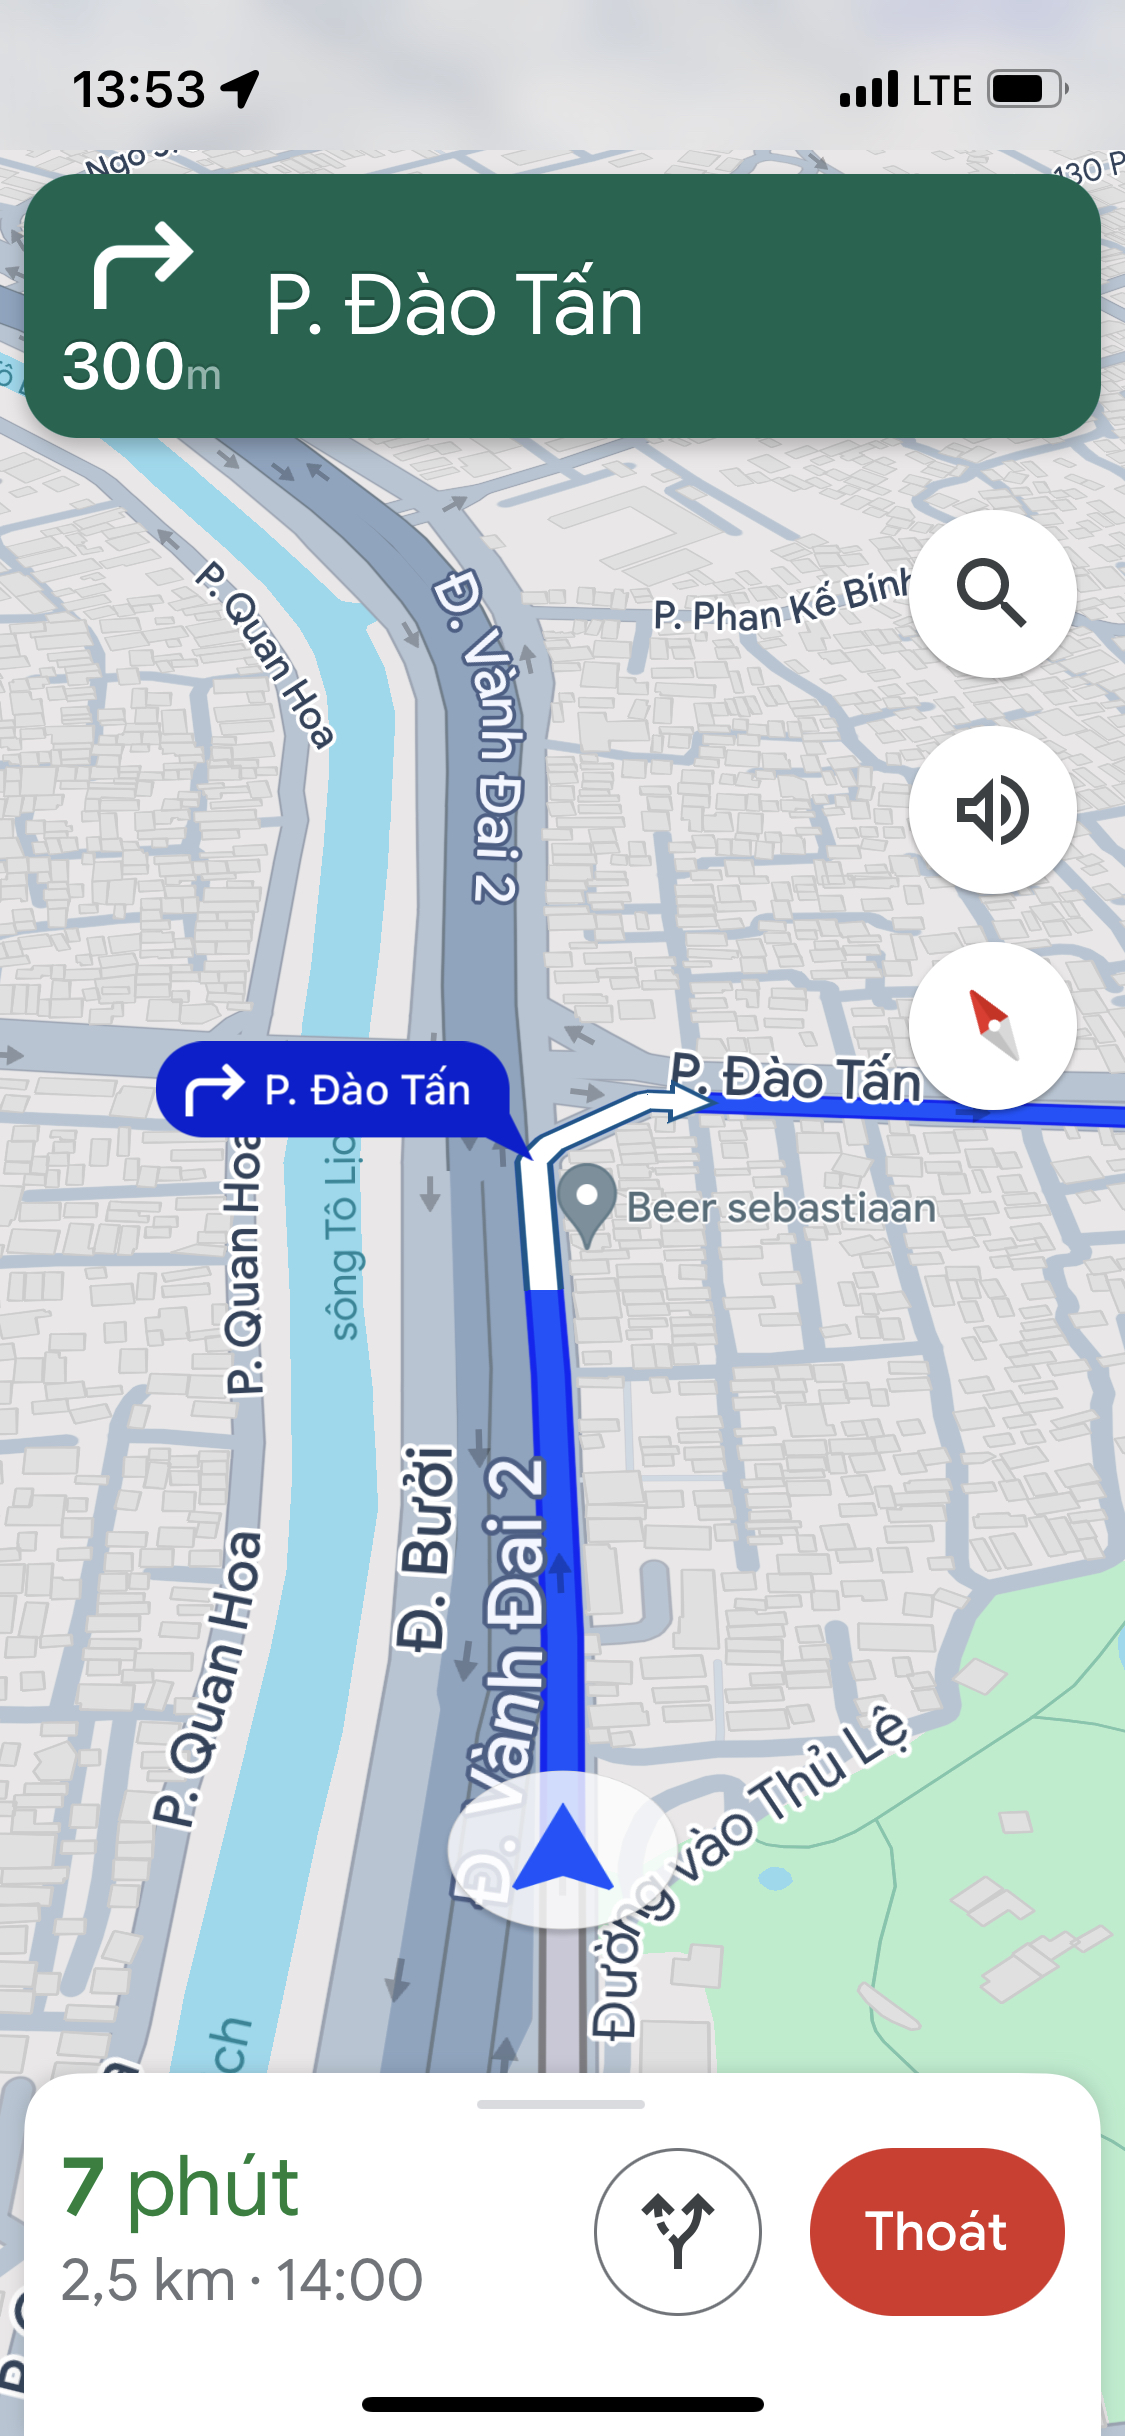 13:53
LTE
P. Đào Tấn
300m
P. Quan Hoa
Đ. Vành Đai 2
P. Phan Kế Bính
P. Đào Tấn
P. Đào Tấn
Beer sebastiaan
P. Quan Hoa
sông Tô Lịc
Đ. Bưởi
Đ. Vành Đai 2
P. Quan Hoa
Đường vào Thủ Lệ
ch
7 phút
2,5 km · 14:00
Thoát